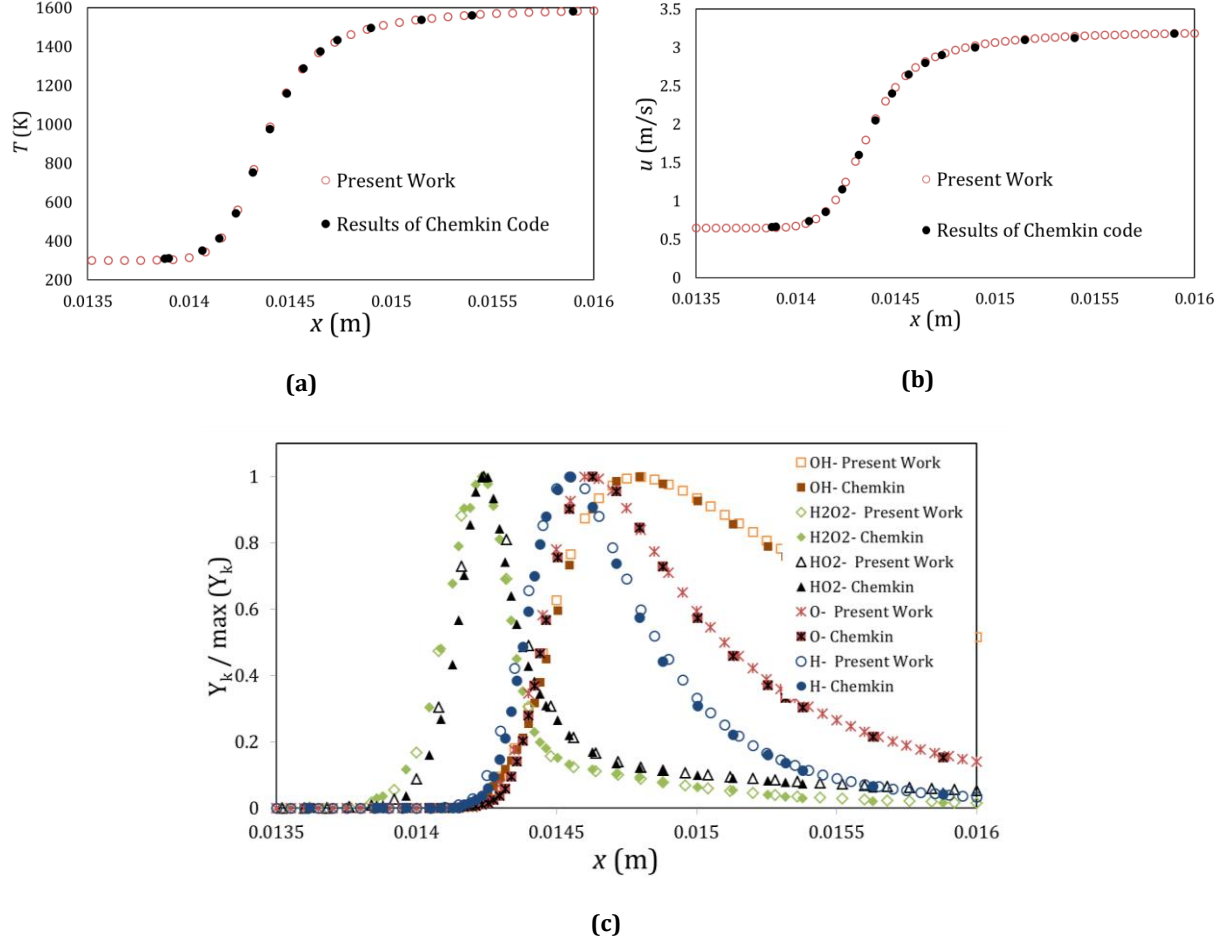 1600
1400
1200
1000
800
600
400
200
T (K)
0.0135
0.014
0.0145
0.015
0.0155
0.016
x (m)
Present Work
Results of Chemkin Code
(a)
3.5
3
2.5
2
1.5
1
0.5
0
u (m/s)
0.0135
0.014
0.0145
0.015
0.0155
0.016
x (m)
Present Work
Results of Chemkin code
(b)
1
0.8
0.6
0.4
0.2
0
Yk / max (Yk)
0.0135
0.014
0.0145
0.015
0.0155
0.016
x (m)
OH- Present Work
OH- Chemkin
H2O2- Present Work
H2O2- Chemkin
HO2- Present Work
HO2- Chemkin
O- Present Work
O- Chemkin
H- Present Work
H- Chemkin
(c)